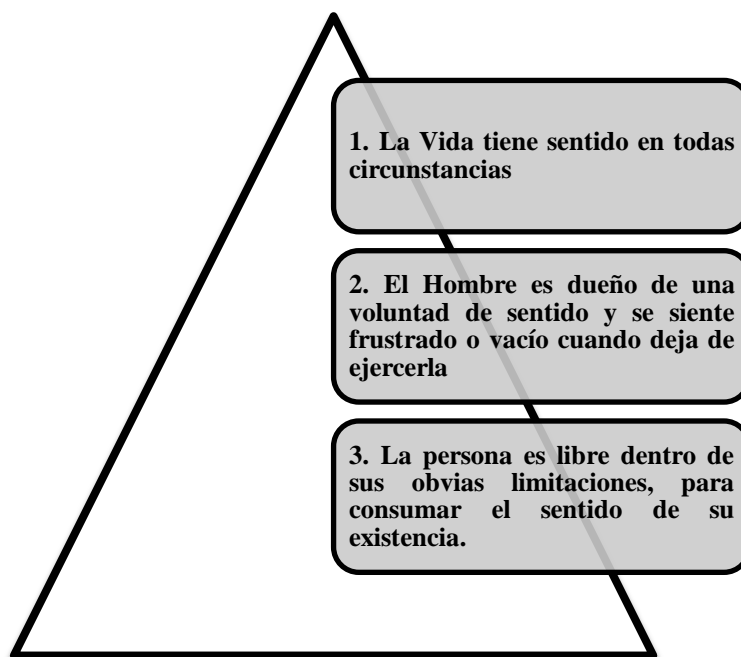 1. La Vida tiene sentido en todas
circunstancias
2. El Hombre es dueño de una
voluntad de sentido y se siente
frustrado o vacío cuando deja de
ejercerla
3. La persona es libre dentro de
sus obvias limitaciones, para
consumar el sentido de su
existencia.